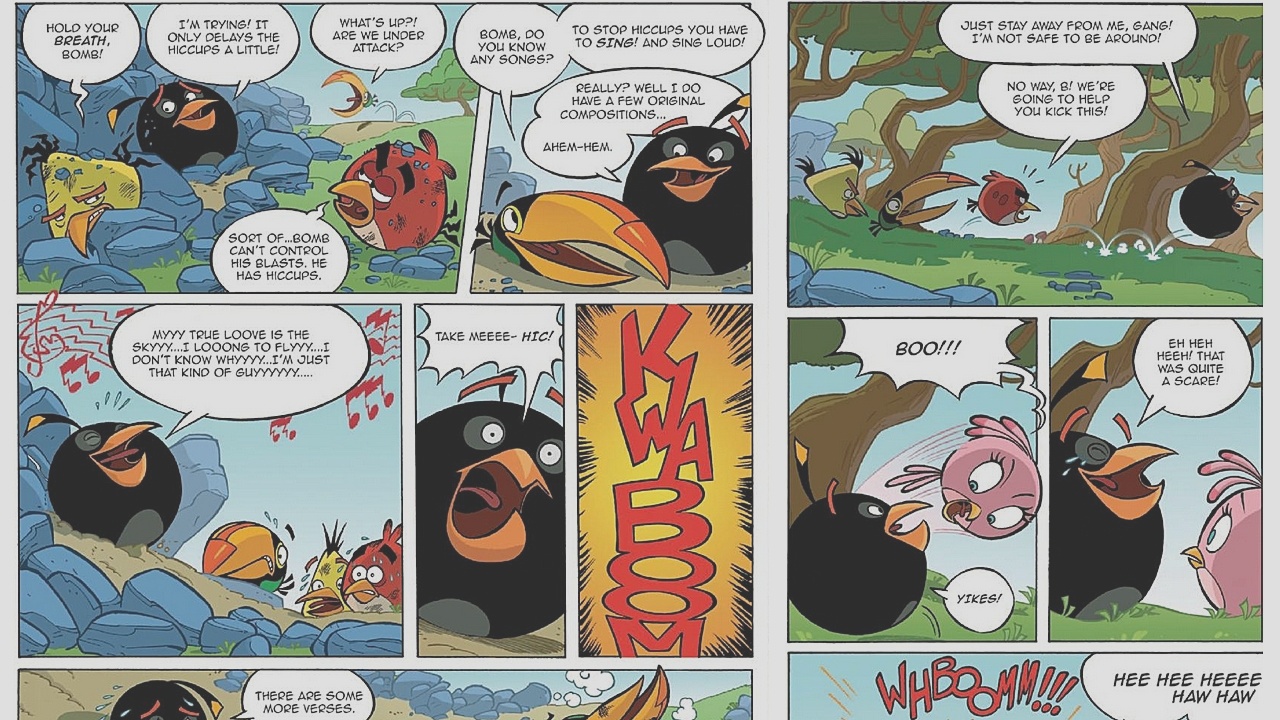 HOLD YOUR
BREATH,
BOMB!
I'M TRYING! IT
ONLY DELAYS THE
HICCUPS A LITTLE!
WHAT'S UP?!
ARE WE UNDER
ATTACK?
SORT OF...BOMB
CAN'T CONTROL
HIS BLASTS. HE
HAS HICCUPS.
BOMB, DO
YOU KNOW
ANY SONGS?
TO STOP HICCUPS YOU HAVE
TO SING! AND SING LOUD!
REALLY? WELL I DO
HAVE A FEW ORIGINAL
COMPOSITIONS...
AHEM-HEM.
MYYY TRUE LOOVE IS THE
SKYYY...I LOOONG TO FLYYY...I
DON'T KNOW WHYYYY...I'M JUST
THAT KIND OF GUYYYYYY.....
TAKE MEEEE- HIC!
KWABOOM
THERE ARE SOME
MORE VERSES.
JUST STAY AWAY FROM ME, GANG!
I'M NOT SAFE TO BE AROUND!
NO WAY, B! WE'RE
GOING TO HELP
YOU KICK THIS!
BOO!!!
YIKES!
EH HEH
HEEH! THAT
WAS QUITE
A SCARE!
WHBOOMM!!!
HEE HEE HEEEE
HAW HAW